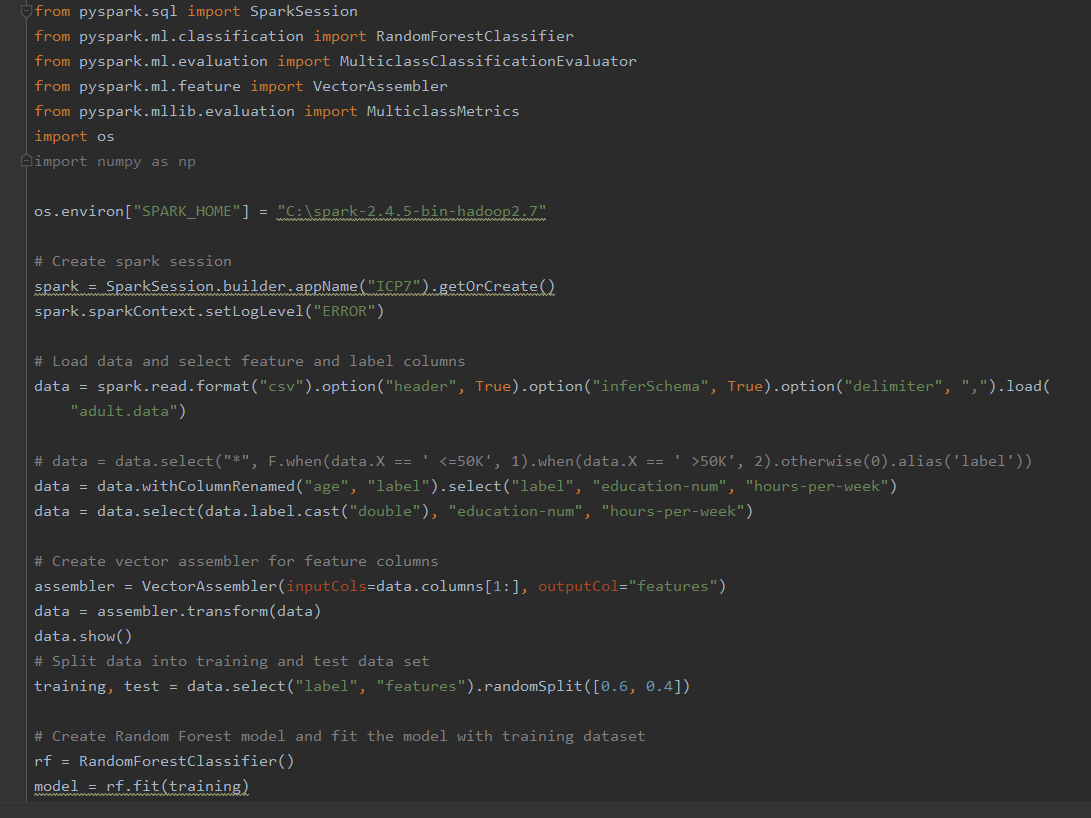 from pyspark.sql import SparkSession
from pyspark.ml.classification import RandomForestClassifier
from pyspark.ml.evaluation import MulticlassClassificationEvaluator
from pyspark.ml.feature import VectorAssembler
from pyspark.mllib.evaluation import MulticlassMetrics
import os
import numpy as np
os.environ["SPARK_HOME"] = "C:\spark-2.4.5-bin-hadoop2.7"
# Create spark session
spark = SparkSession.builder.appName("ICP7").getOrCreate()
spark.sparkContext.setLogLevel("ERROR")
# Load data and select feature and label columns
data = spark.read.format("csv").option("header", True).option("inferSchema", True).option("delimiter", ",").load(
    "adult.data")
# data = data.select("*", F.when(data.X == ' <=50K', 1).when(data.X == ' >50K', 2).otherwise(0).alias('label'))
data = data.withColumnRenamed("age", "label").select("label", "education-num", "hours-per-week")
data = data.select(data.label.cast("double"), "education-num", "hours-per-week")
# Create vector assembler for feature columns
assembler = VectorAssembler(inputCols=data.columns[1:], outputCol="features")
data = assembler.transform(data)
data.show()
# Split data into training and test data set
training, test = data.select("label", "features").randomSplit([0.6, 0.4])
# Create Random Forest model and fit the model with training dataset
rf = RandomForestClassifier()
model = rf.fit(training)